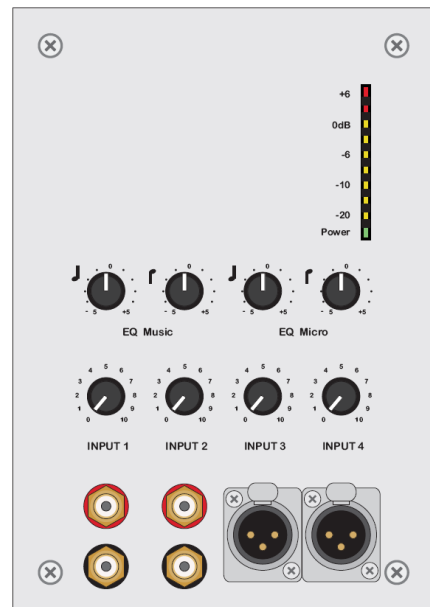 +6
0dB
-6
-10
-20
Power
0 0 0 0
- 5 +5 - 5 +5 - 5 +5 - 5 +5
EQ Music EQ Micro
4 5 6 4 5 6 4 5 6 4 5 6
3 7 3 7 3 7 3 7
2 8 2 8 2 8 2 8
1 9 1 9 1 9 1 9
0 10 0 10 0 10 0 10
INPUT 1 INPUT 2 INPUT 3 INPUT 4